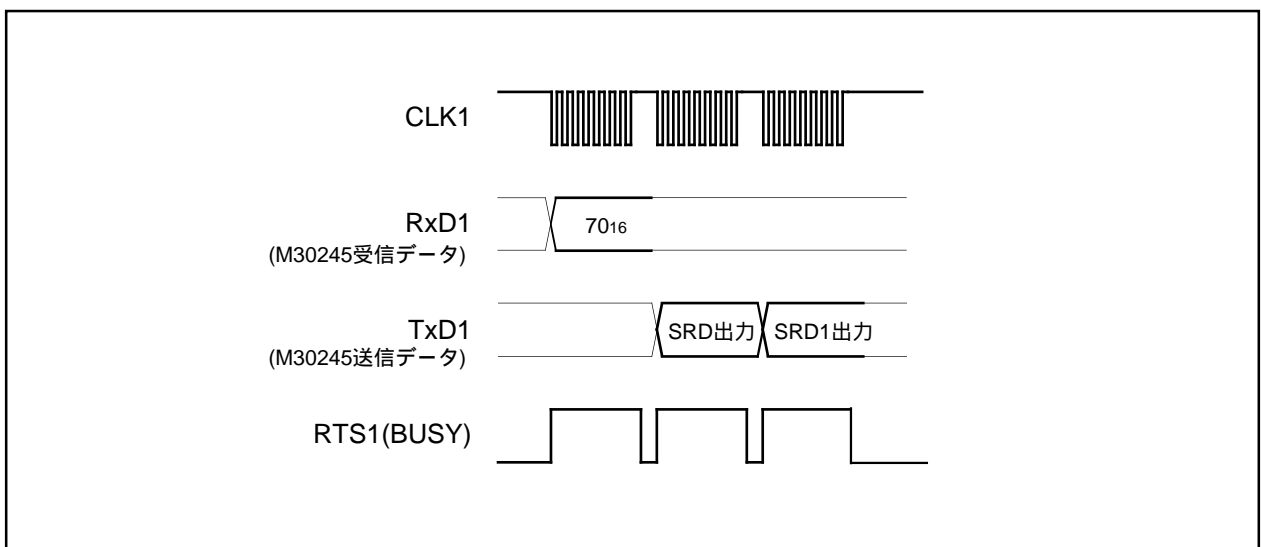 CLK1
RxD1
(M30245受信データ)
7016
TxD1
(M30245送信データ)
SRD出力
SRD1出力
RTS1(BUSY)